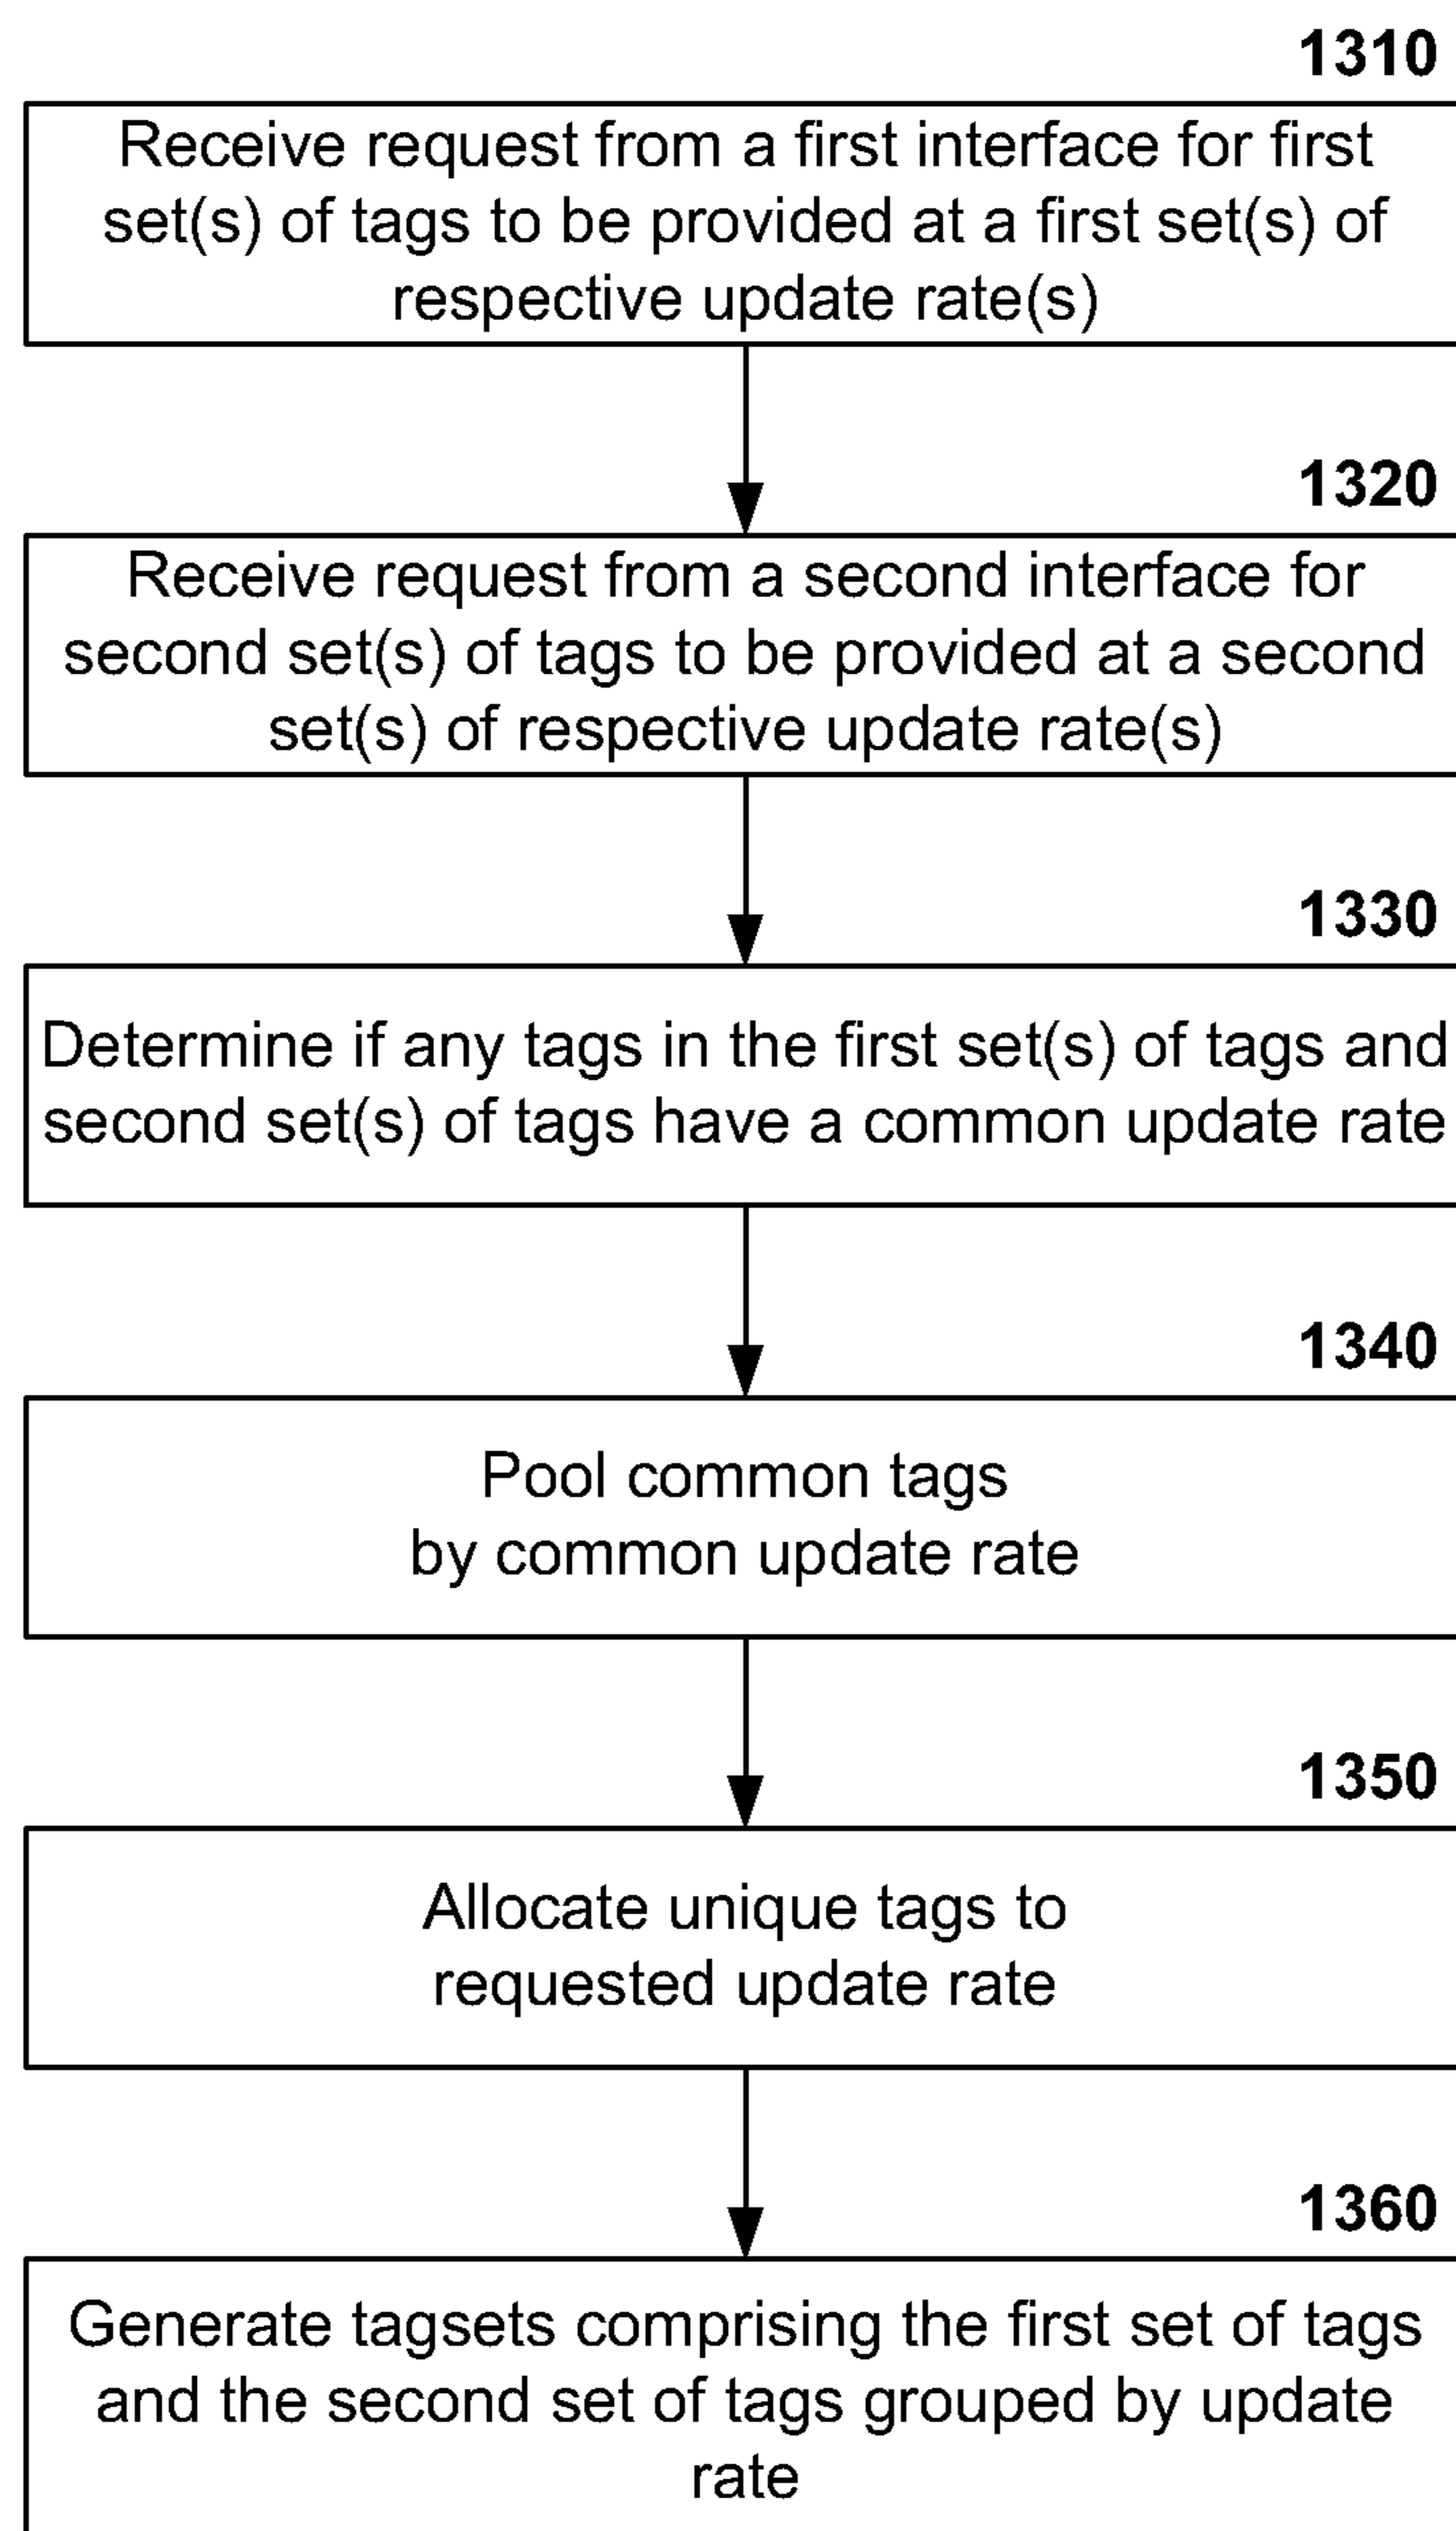 1310
Receive request from a first interface for first
set(s) of tags to be provided at a first set(s) of
respective update rate(s)
1320
Receive request from a second interface for
second set(s) of tags to be provided at a second
set(s) of respective update rate(s)
1330
Determine if any tags in the first set(s) of tags and
second set(s) of tags have a common update rate
1340
Pool common tags
by common update rate
1350
Allocate unique tags to
requested update rate
1360
Generate tagsets comprising the first set of tags
and the second set of tags grouped by update
rate